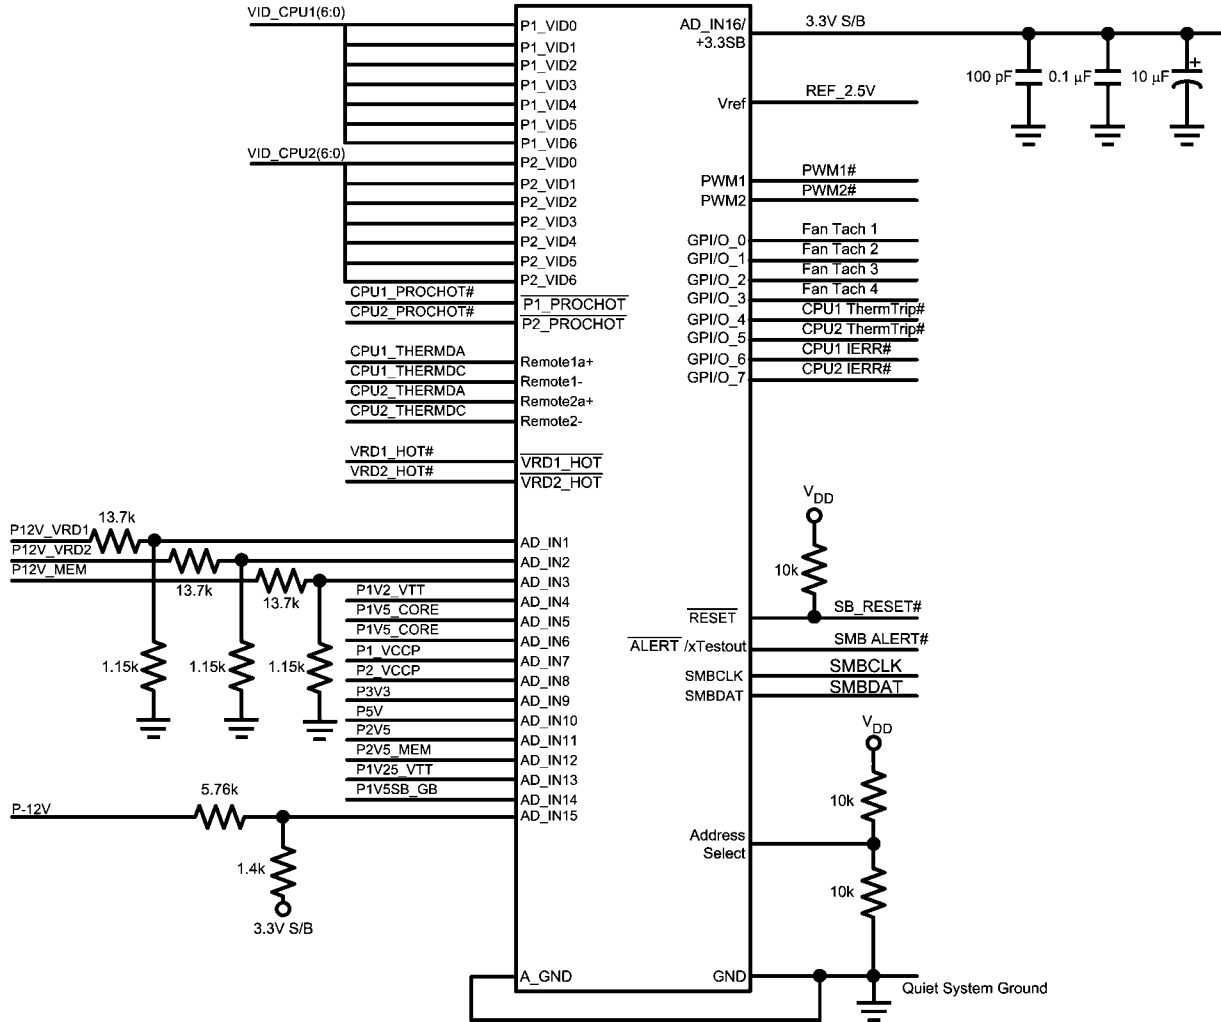 VID_CPU1(6:0)
P1_VID0
P1_VID1
P1_VID2
P1_VID3
P1_VID4
P1_VID5
P1_VID6
VID_CPU2(6:0)
P2_VID0
P2_VID1
P2_VID2
P2_VID3
P2_VID4
P2_VID5
P2_VID6
CPU1_PROCHOT#
P1_PROCHOT
CPU2_PROCHOT#
P2_PROCHOT
CPU1_THERMDA
Remote1a+
CPU1_THERMDC
Remote1-
CPU2_THERMDA
Remote2a+
CPU2_THERMDC
Remote2-
VRD1_HOT#
VRD1_HOT
VRD2_HOT#
VRD2_HOT
P12V_VRD1
13.7k
AD_IN1
P12V_VRD2
13.7k
AD_IN2
P12V_MEM
13.7k
AD_IN3
1.15k
1.15k
1.15k
P1V2_VTT
AD_IN4
P1V5_CORE
AD_IN5
P1V5_CORE
AD_IN6
P1_VCCP
AD_IN7
P2_VCCP
AD_IN8
P3V3
AD_IN9
P5V
AD_IN10
P2V5
AD_IN11
P2V5_MEM
AD_IN12
P1V25_VTT
AD_IN13
P1V5SB_GB
AD_IN14
P-12V
5.76k
AD_IN15
1.4k
3.3V S/B
A_GND
AD_IN16/
+3.3SB
3.3V S/B
100 pF
0.1 µF
10 µF
+
Vref
REF_2.5V
PWM1
PWM1#
PWM2
PWM2#
GPI/O_0
Fan Tach 1
GPI/O_1
Fan Tach 2
GPI/O_2
Fan Tach 3
GPI/O_3
Fan Tach 4
GPI/O_4
CPU1 ThermTrip#
GPI/O_5
CPU2 ThermTrip#
GPI/O_6
CPU1 IERR#
GPI/O_7
CPU2 IERR#
VDD
10k
RESET
SB_RESET#
ALERT /xTestout
SMB ALERT#
SMBCLK
SMBCLK
SMBDAT
SMBDAT
VDD
10k
Address
Select
10k
GND
Quiet System Ground